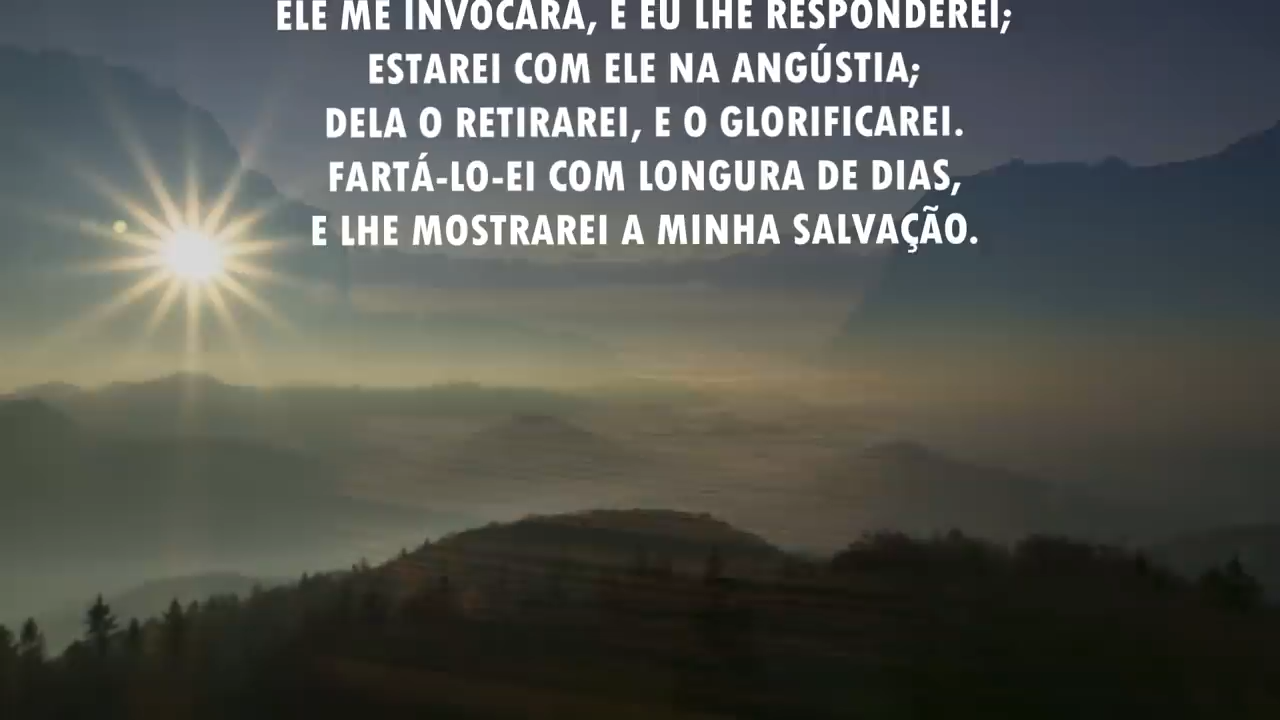 ELE ME INVOCARÁ, E EU LHE RESPONDEREI;
ESTAREI COM ELE NA ANGÚSTIA;
DELA O RETIRAREI, E O GLORIFICAREI.
FARTÁ-LO-EI COM LONGURA DE DIAS,
E LHE MOSTRAREI A MINHA SALVAÇÃO.